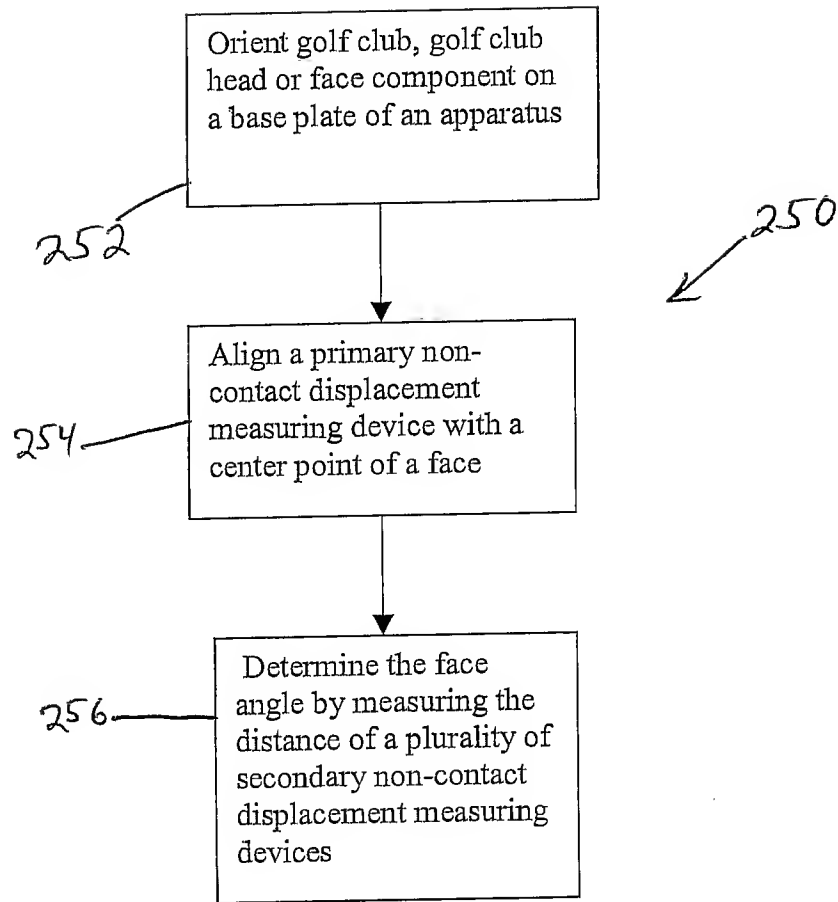 Orient golf club, golf club
head or face component on
a base plate of an apparatus
252
250
Align a primary non-
contact displacement
measuring device with a
center point of a face
254
Determine the face
angle by measuring the
distance of a plurality of
secondary non-contact
displacement measuring
devices
256